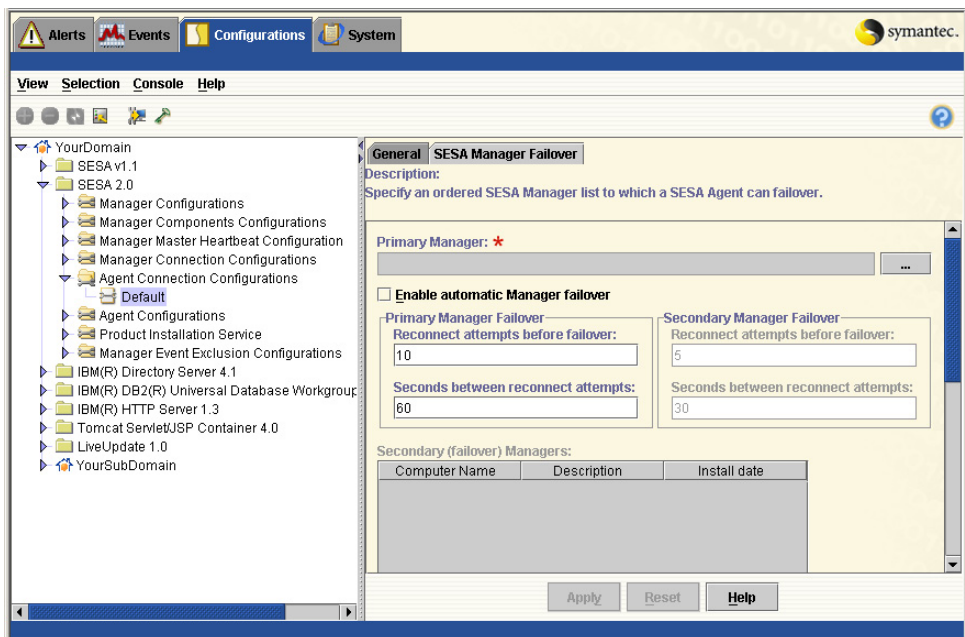 Alerts Events Configurations System symantec.
View Selection Console Help
YourDomain
SESA v1.1
SESA 2.0
Manager Configurations
Manager Components Configurations
Manager Master Heartbeat Configuration
Manager Connection Configurations
Agent Connection Configurations
Default
Agent Configurations
Product Installation Service
Manager Event Exclusion Configurations
IBM(R) Directory Server 4.1
IBM(R) DB2(R) Universal Database Workgroup
IBM(R) HTTP Server 1.3
Tomcat Servlet/JSP Container 4.0
LiveUpdate 1.0
YourSubDomain
General SESA Manager Failover
Description:
Specify an ordered SESA Manager list to which a SESA Agent can failover.
Primary Manager: *
...
Enable automatic Manager failover
Primary Manager Failover
Reconnect attempts before failover:
10
Seconds between reconnect attempts:
60
Secondary Manager Failover
Reconnect attempts before failover:
5
Seconds between reconnect attempts:
30
Secondary (failover) Managers:
Computer Name Description Install date
Apply Reset Help